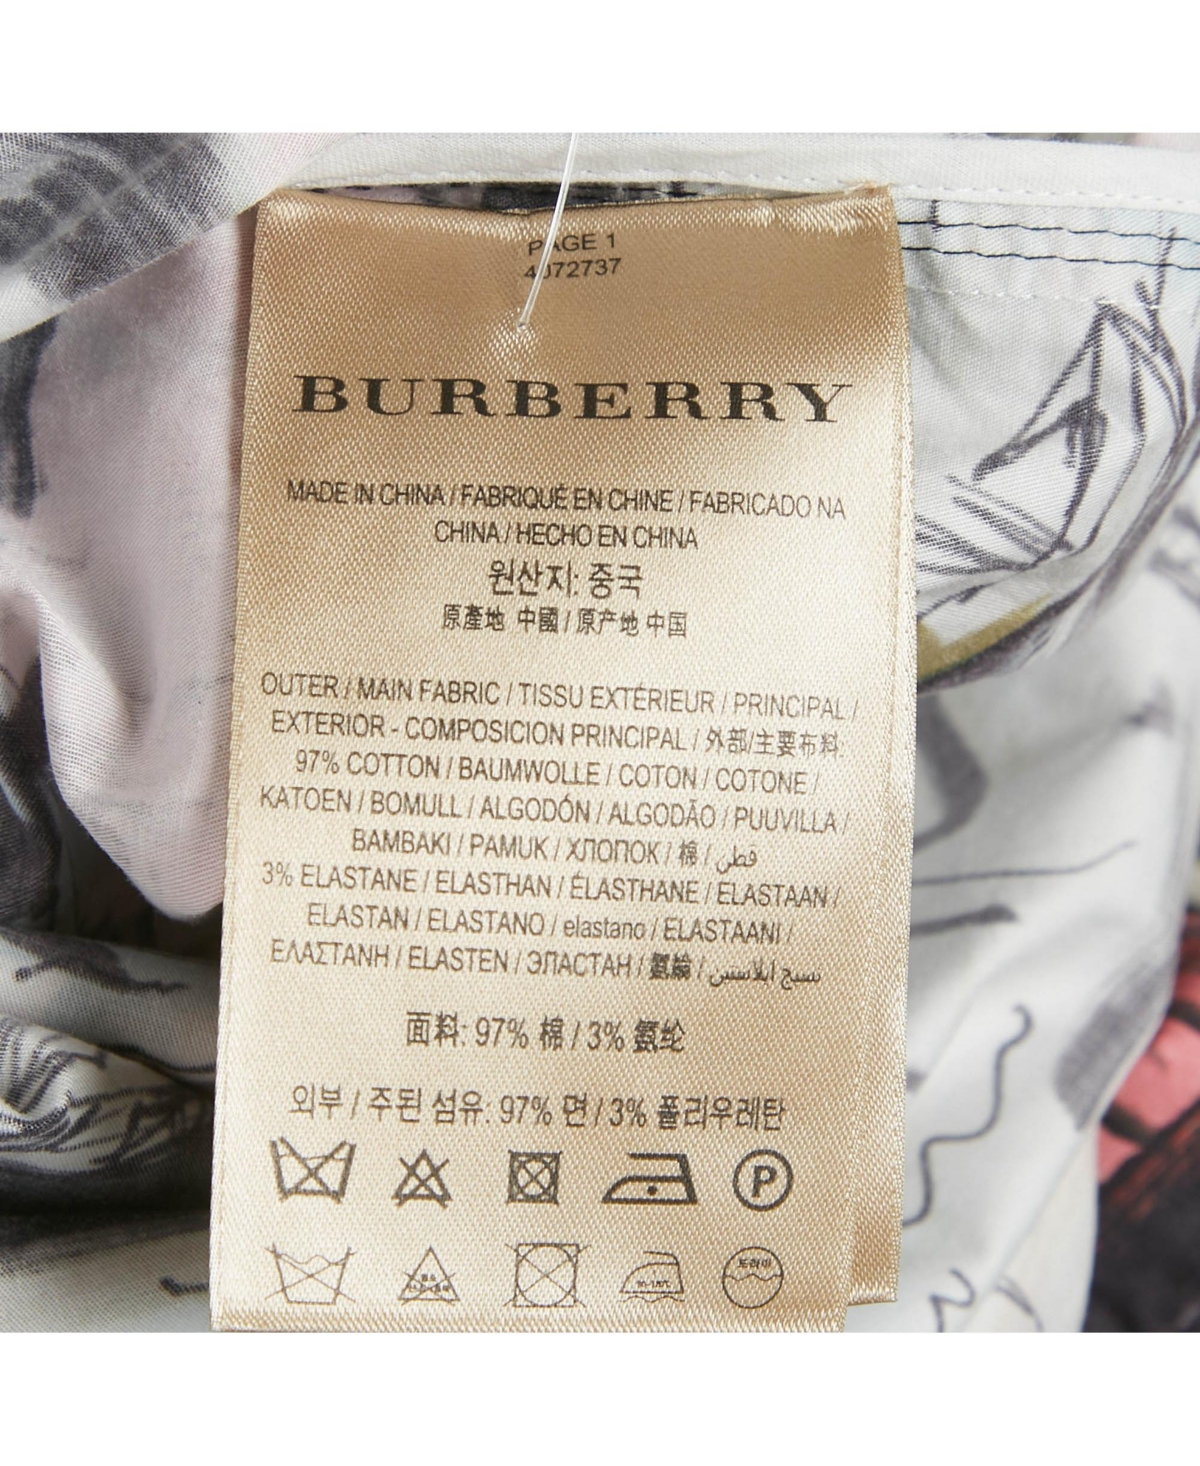 PAGE 1
4072737
BURBERRY
MADE IN CHINA / FABRIQUÉ EN CHINE / FABRICADO NA
CHINA / HECHO EN CHINA
원산지: 중국
原產地 中國 / 原产地 中国
OUTER / MAIN FABRIC / TISSU EXTÉRIEUR / PRINCIPAL /
EXTERIOR - COMPOSICION PRINCIPAL / 外部/主要布料:
97% COTTON / BAUMWOLLE / COTON / COTONE /
KATOEN / BOMULL / ALGODÓN / ALGODÃO / PUUVILLA /
BAMBAKI / PAMUK / ХЛОПОК / 棉 / قطن
3% ELASTANE / ELASTHAN / ÉLASTHANE / ELASTAAN /
ELASTAN / ELASTANO / elastano / ELASTAANI /
ΕΛΑΣΤΑΝΗ / ELASTEN / ЭЛАСТАН / 氨綸 /
面料: 97% 棉 / 3% 氨纶
외부 / 주된 섬유: 97% 면 / 3% 폴리우레탄
P
드라이